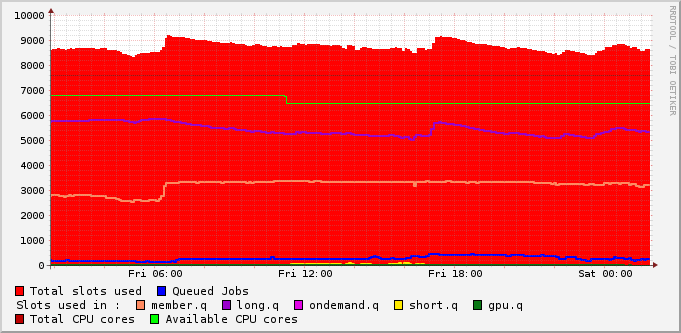 10000
9000
8000
7000
6000
5000
4000
3000
2000
1000
0
Fri 06:00 Fri 12:00 Fri 18:00 Sat 00:00
Total slots used Queued Jobs
Slots used in : member.q long.q ondemand.q short.q gpu.q
Total CPU cores Available CPU cores
RRDTOOL / TOBI OETIKER